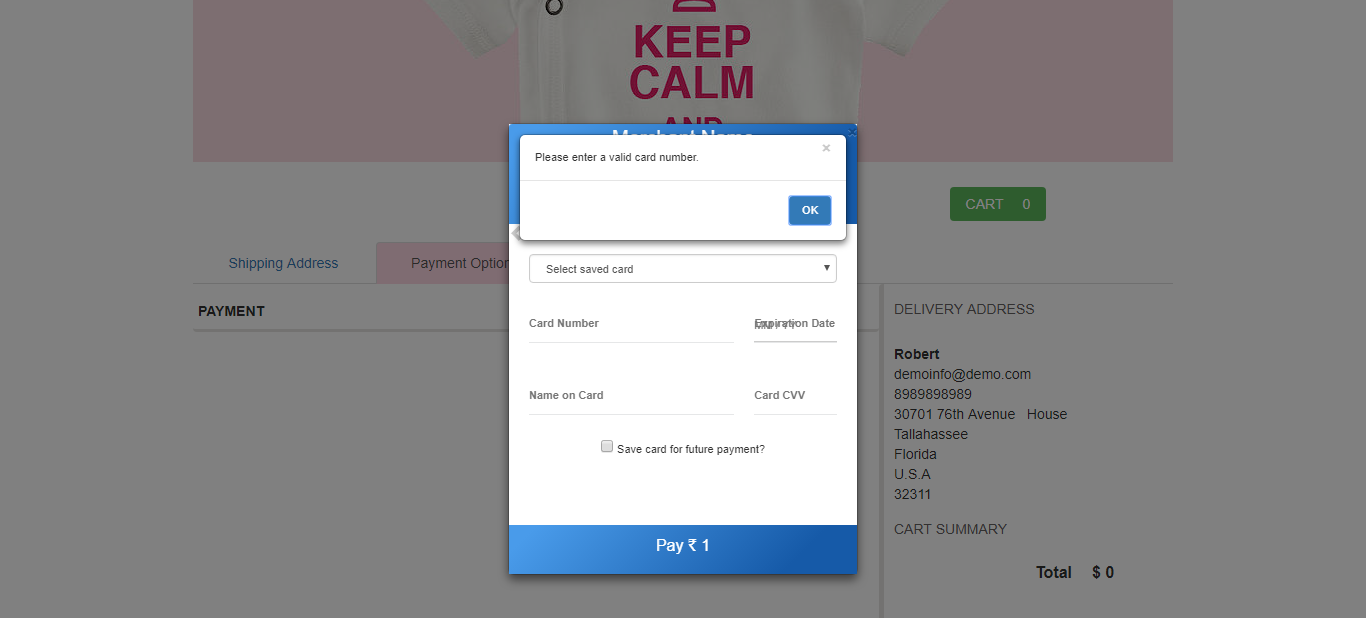 KEEP
CALM
AND
Merchant Name
×
Please enter a valid card number.
×
OK
CART 0
Shipping Address
Payment Option
Select saved card
PAYMENT
Card Number
Expiration Date
MM / YY
Name on Card
Card CVV
Save card for future payment?
Pay ₹ 1
DELIVERY ADDRESS
Robert
demoinfo@demo.com
8989898989
30701 76th Avenue House
Tallahassee
Florida
U.S.A
32311
CART SUMMARY
Total $ 0